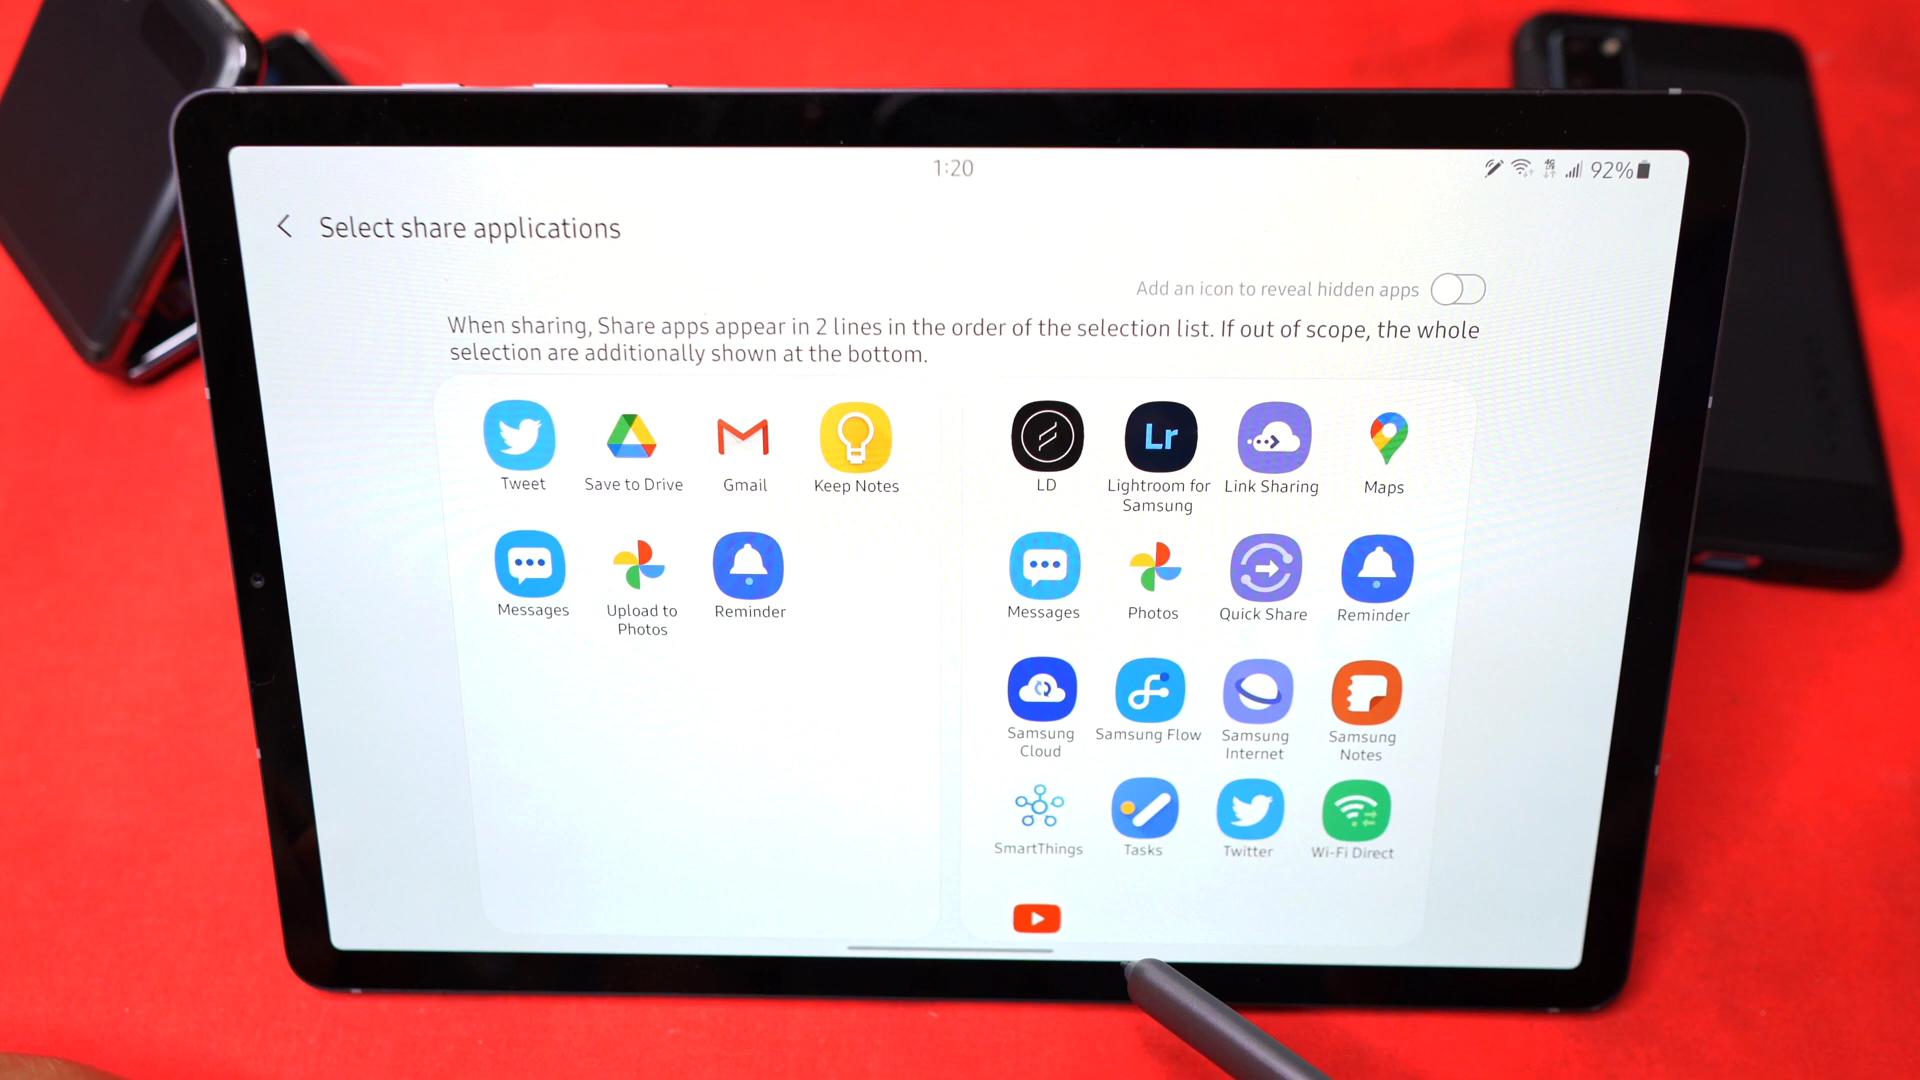 1:20
92%
Select share applications
Add an icon to reveal hidden apps
When sharing, Share apps appear in 2 lines in the order of the selection list. If out of scope, the whole
selection are additionally shown at the bottom.
Tweet
Save to Drive
Gmail
Keep Notes
Messages
Upload to
Photos
Reminder
LD
Lr
Lightroom for
Samsung
Link Sharing
Maps
Messages
Photos
Quick Share
Reminder
Samsung
Cloud
Samsung Flow
Samsung
Internet
Samsung
Notes
SmartThings
Tasks
Twitter
Wi-Fi Direct